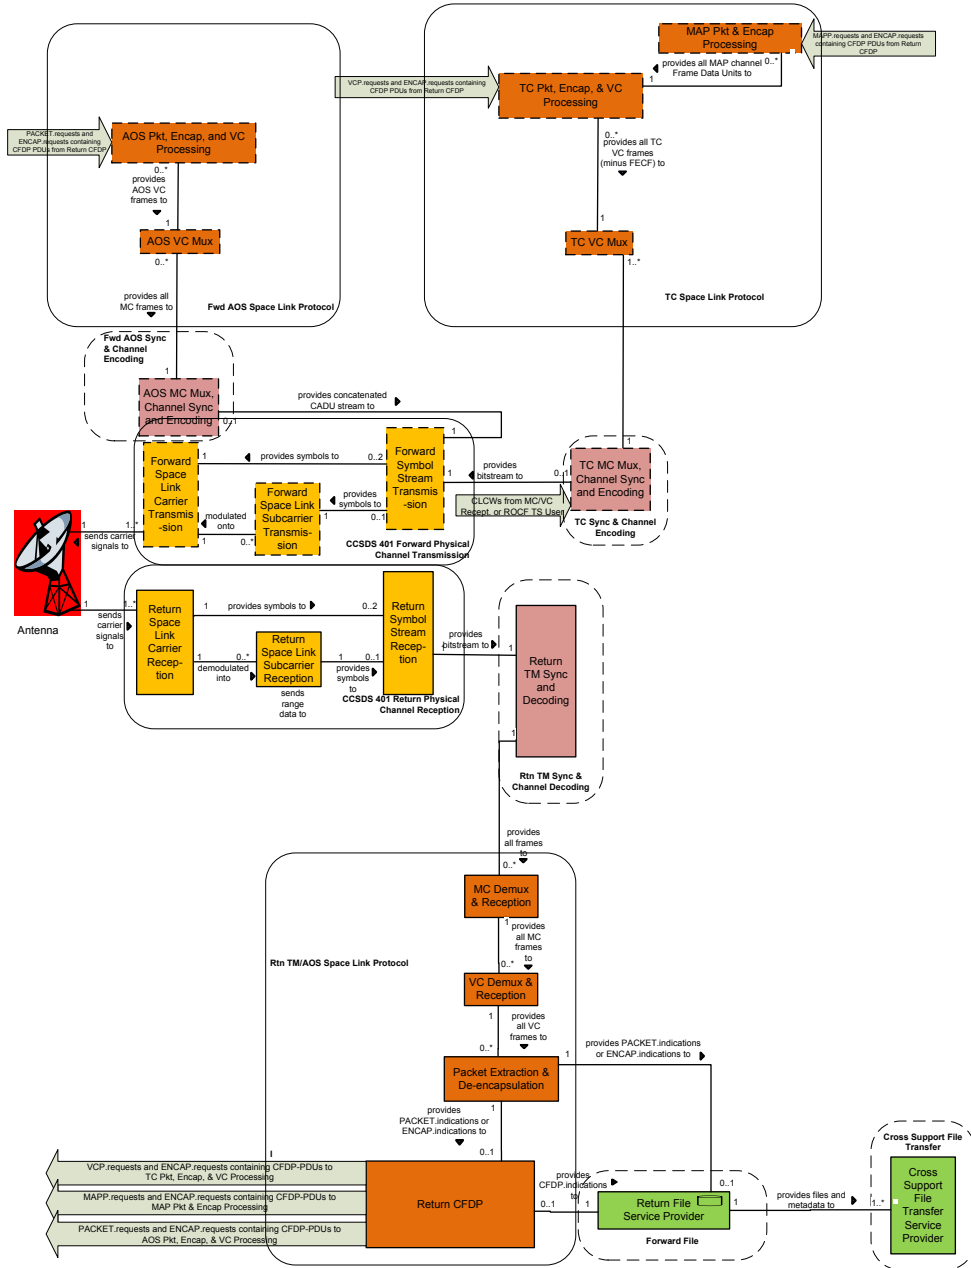 MAP Pkt & Encap
Processing
MAPP.requests and ENCAP.requests
containing CFDP PDUs from Return
CFDP
provides all MAP channel
Frame Data Units to
0..*
1
VCP.requests and ENCAP.requests containing
CFDP PDUs from Return CFDP
TC Pkt, Encap, & VC
Processing
0..*
provides all TC
VC frames
(minus FECF) to
1
TC VC Mux
1..*
TC Space Link Protocol
PACKET.requests and
ENCAP.requests containing
CFDP PDUs from Return CFDP
AOS Pkt, Encap, and VC
Processing
0..*
provides
AOS VC
frames to
1
AOS VC Mux
0..*
provides all
MC frames to
Fwd AOS Space Link Protocol
Fwd AOS Sync
& Channel
Encoding
1
AOS MC Mux,
Channel Sync
and Encoding
0..1
provides concatenated
CADU stream to
1
Forward
Space
Link
Carrier
Transmis-
sion
1
provides symbols to
0..2
Forward
Symbol
Stream
Transmis-
sion
1
provides
bitstream to
0..1
1
TC MC Mux,
Channel Sync
and Encoding
CLCWs from MC/VC
Recept. or ROCF TS User
TC Sync & Channel
Encoding
Forward
Space Link
Subcarrier
Transmis-
sion
1
provides
symbols to
0..1
modulated
onto
1
0..*
CCSDS 401 Forward Physical
Channel Transmission
1
1..*
sends carrier
signals to
Antenna
1
1..*
sends
carrier
signals
to
Return
Space
Link
Carrier
Recep-
tion
1
provides symbols to
0..2
Return
Symbol
Stream
Recep-
tion
1
0..*
demodulated
into
Return
Space Link
Subcarrier
Reception
1
0..1
provides
symbols
to
sends
range
data to
CCSDS 401 Return Physical
Channel Reception
provides
bitstream to
1
Return
TM Sync
and
Decoding
1
Rtn TM Sync &
Channel Decoding
provides
all frames
to
0..*
MC Demux
& Reception
1
provides
all MC
frames
to
0..*
Rtn TM/AOS Space Link Protocol
VC Demux &
Reception
1
provides
all VC
frames to
0..*
Packet Extraction &
De-encapsulation
1
provides PACKET.indications
or ENCAP.indications to
1
provides
PACKET.indications or
ENCAP.indications to
0..1
VCP.requests and ENCAP.requests containing CFDP-PDUs to
TC Pkt, Encap, & VC Processing
MAPP.requests and ENCAP.requests containing CFDP-PDUs to
MAP Pkt & Encap Processing
PACKET.requests and ENCAP.requests containing CFDP-PDUs to
AOS Pkt, Encap, & VC Processing
Return CFDP
0..1
provides
CFDP.indications
to
1
0..1
Return File
Service Provider
1
Forward File
provides files and
metadata to
1..*
Cross Support File
Transfer
Cross
Support
File
Transfer
Service
Provider